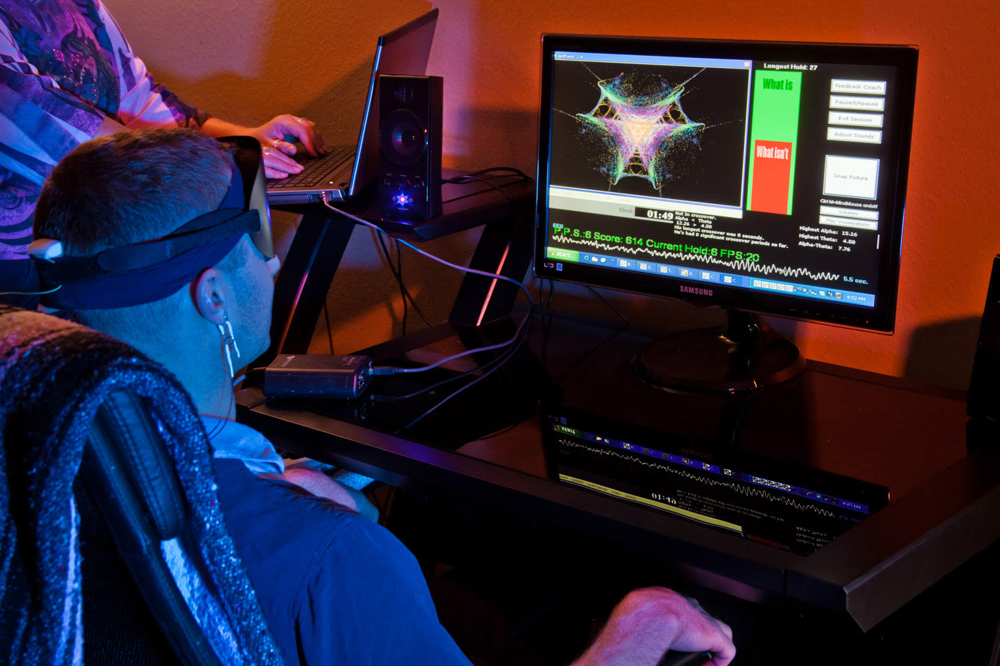 BrainPaint 2.0
Longest Hold: 27
What is
What isn't
Feedback Coach
Pause/Unpause
Exit Session
Adjust Sounds
Snap Picture
Ctrl M=MindMouse on/off
Volumes
Play Visualizations
Clock:
01:49
Not in crossover.
Alpha < Theta
12.26 > 4.50
His longest crossover was 0 seconds.
He's had 0 significant crossover periods so far.
Highest Alpha: 15.16
Highest Theta: 4.50
Alpha-Theta: 7.76
EEG
P.P.S.:6 Score: 614 Current Hold:6 FPS:20
5.5 sec.
start
4:52 PM
SAMSUNG